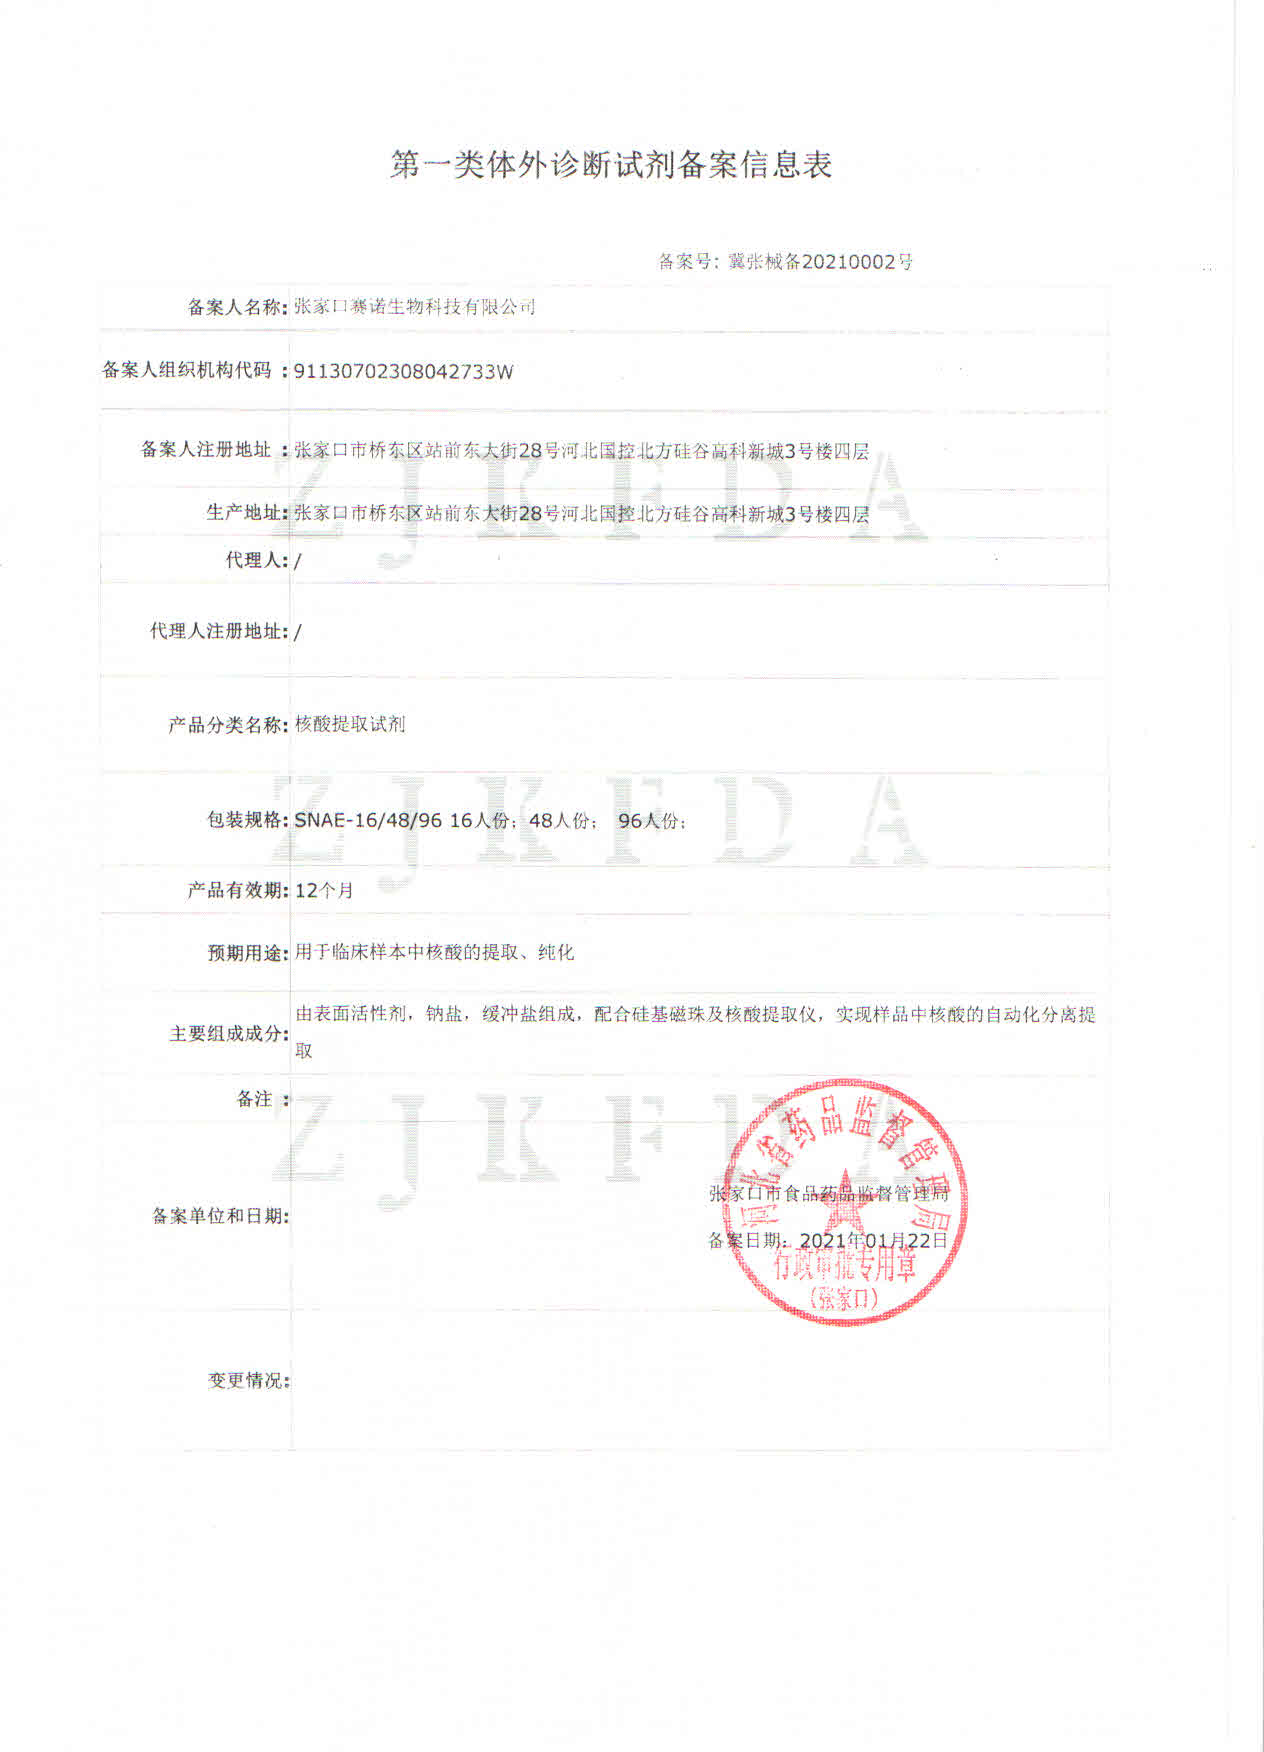 第一类体外诊断试剂备案信息表
备案号：冀张械备20210002号
备案人名称: 张家口赛诺生物科技有限公司
备案人组织机构代码 : 91130702308042733W
备案人注册地址 : 张家口市桥东区站前东大街28号河北国控北方硅谷高科新城3号楼四层
生产地址: 张家口市桥东区站前东大街28号河北国控北方硅谷高科新城3号楼四层
ZJKFDA
代理人: /
代理人注册地址: /
产品分类名称: 核酸提取试剂
包装规格: SNAE-16/48/96 16人份；48人份； 96人份；
ZJKFDA
产品有效期: 12个月
预期用途: 用于临床样本中核酸的提取、纯化
主要组成成分: 由表面活性剂，钠盐，缓冲盐组成，配合硅基磁珠及核酸提取仪，实现样品中核酸的自动化分离提
取
备注 :
ZJKFDA
河北省药品监督管理局
备案单位和日期: 张家口市食品药品监督管理局
备案日期：2021年01月22日
行政审批专用章
(张家口)
变更情况: